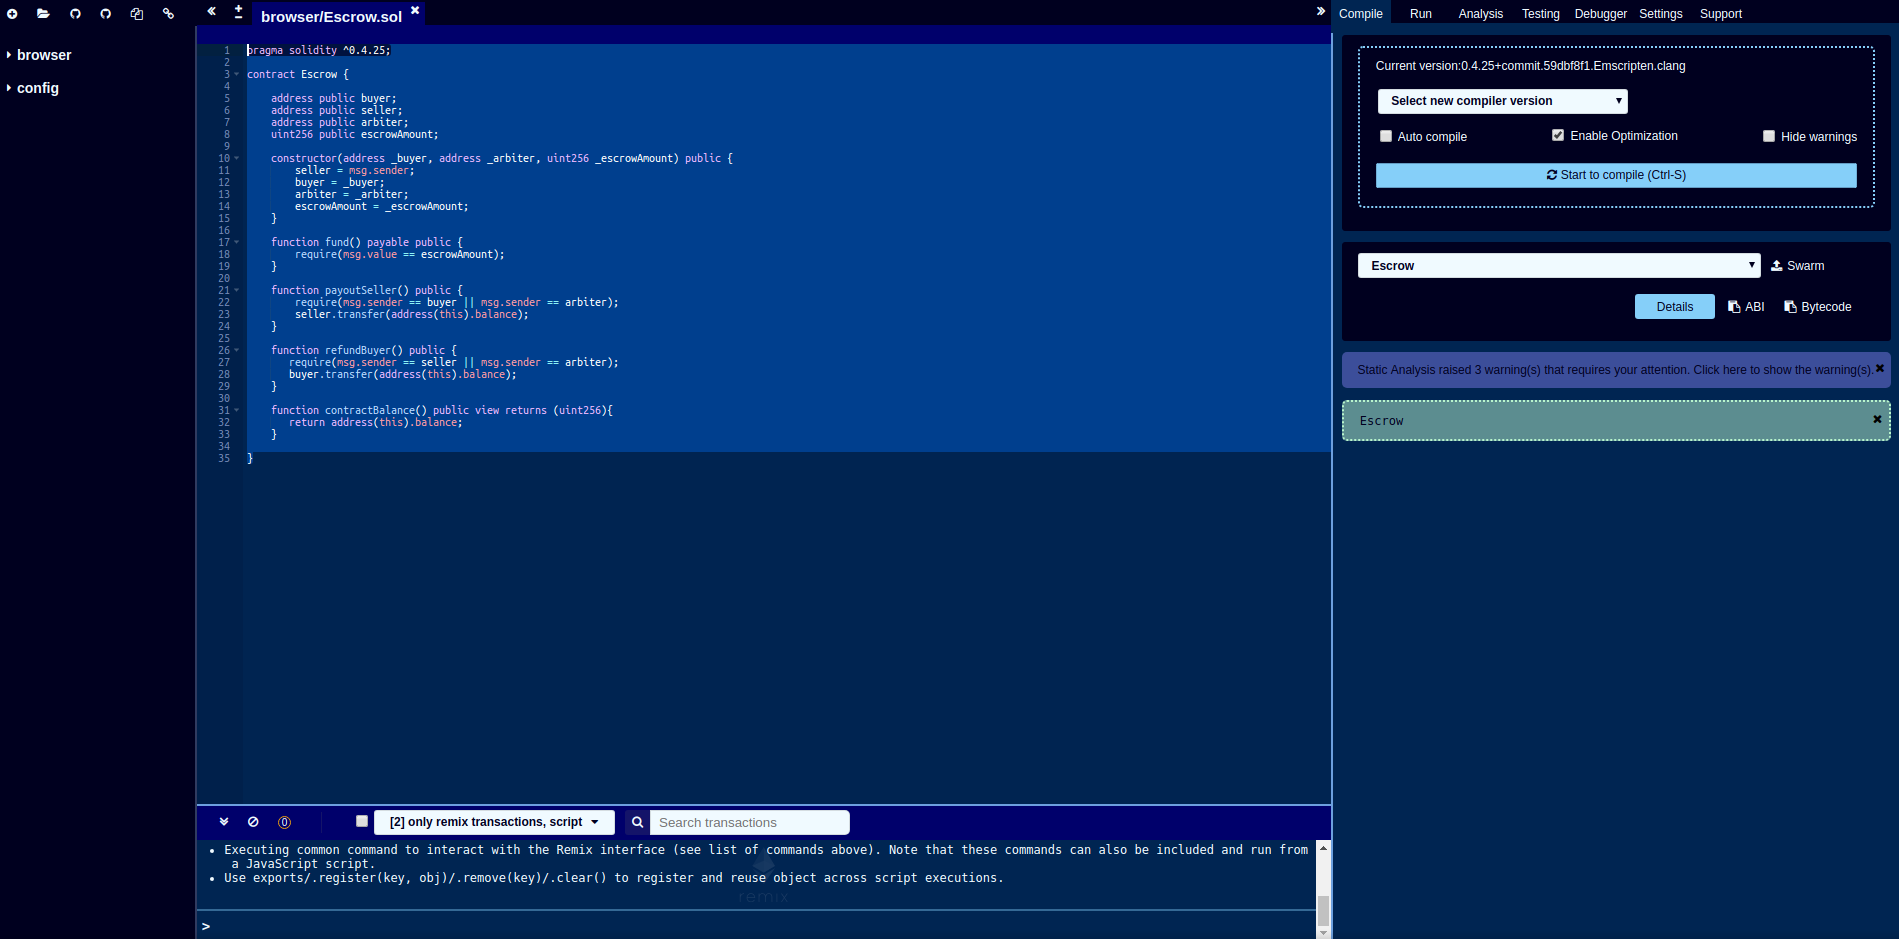 browser/Escrow.sol
browser
config
1 pragma solidity ^0.4.25;
2
3 contract Escrow {
4
5     address public buyer;
6     address public seller;
7     address public arbiter;
8     uint256 public escrowAmount;
9
10     constructor(address _buyer, address _arbiter, uint256 _escrowAmount) public {
11         seller = msg.sender;
12         buyer = _buyer;
13         arbiter = _arbiter;
14         escrowAmount = _escrowAmount;
15     }
16
17     function fund() payable public {
18         require(msg.value == escrowAmount);
19     }
20
21     function payoutSeller() public {
22         require(msg.sender == buyer || msg.sender == arbiter);
23         seller.transfer(address(this).balance);
24     }
25
26     function refundBuyer() public {
27        require(msg.sender == seller || msg.sender == arbiter);
28        buyer.transfer(address(this).balance);
29     }
30
31     function contractBalance() public view returns (uint256){
32        return address(this).balance;
33     }
34
35 }
0
[2] only remix transactions, script
Search transactions
• Executing common command to interact with the Remix interface (see list of commands above). Note that these commands can also be included and run from
a JavaScript script.
• Use exports/.register(key, obj)/.remove(key)/.clear() to register and reuse object across script executions.
remix
>
Compile Run Analysis Testing Debugger Settings Support
Current version:0.4.25+commit.59dbf8f1.Emscripten.clang
Select new compiler version
Auto compile Enable Optimization Hide warnings
Start to compile (Ctrl-S)
Escrow Swarm
Details ABI Bytecode
Static Analysis raised 3 warning(s) that requires your attention. Click here to show the warning(s).
Escrow